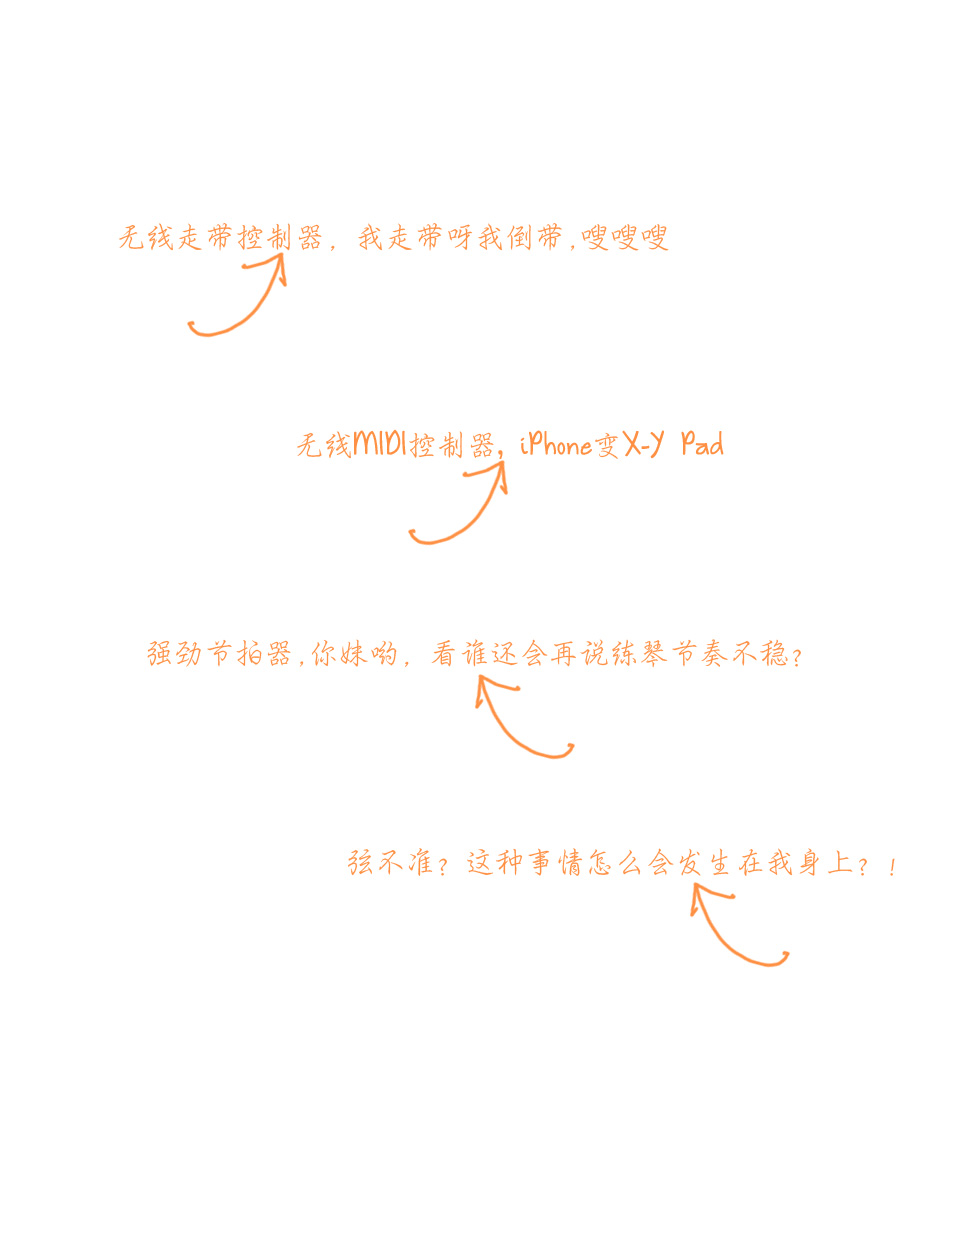 无线走带控制器，我走带呀我倒带,嗖嗖嗖
无线MIDI控制器，iPhone变X-Y Pad
强劲节拍器,你妹哟，看谁还会再说练琴节奏不稳?
弦不准？这种事情怎么会发生在我身上？！